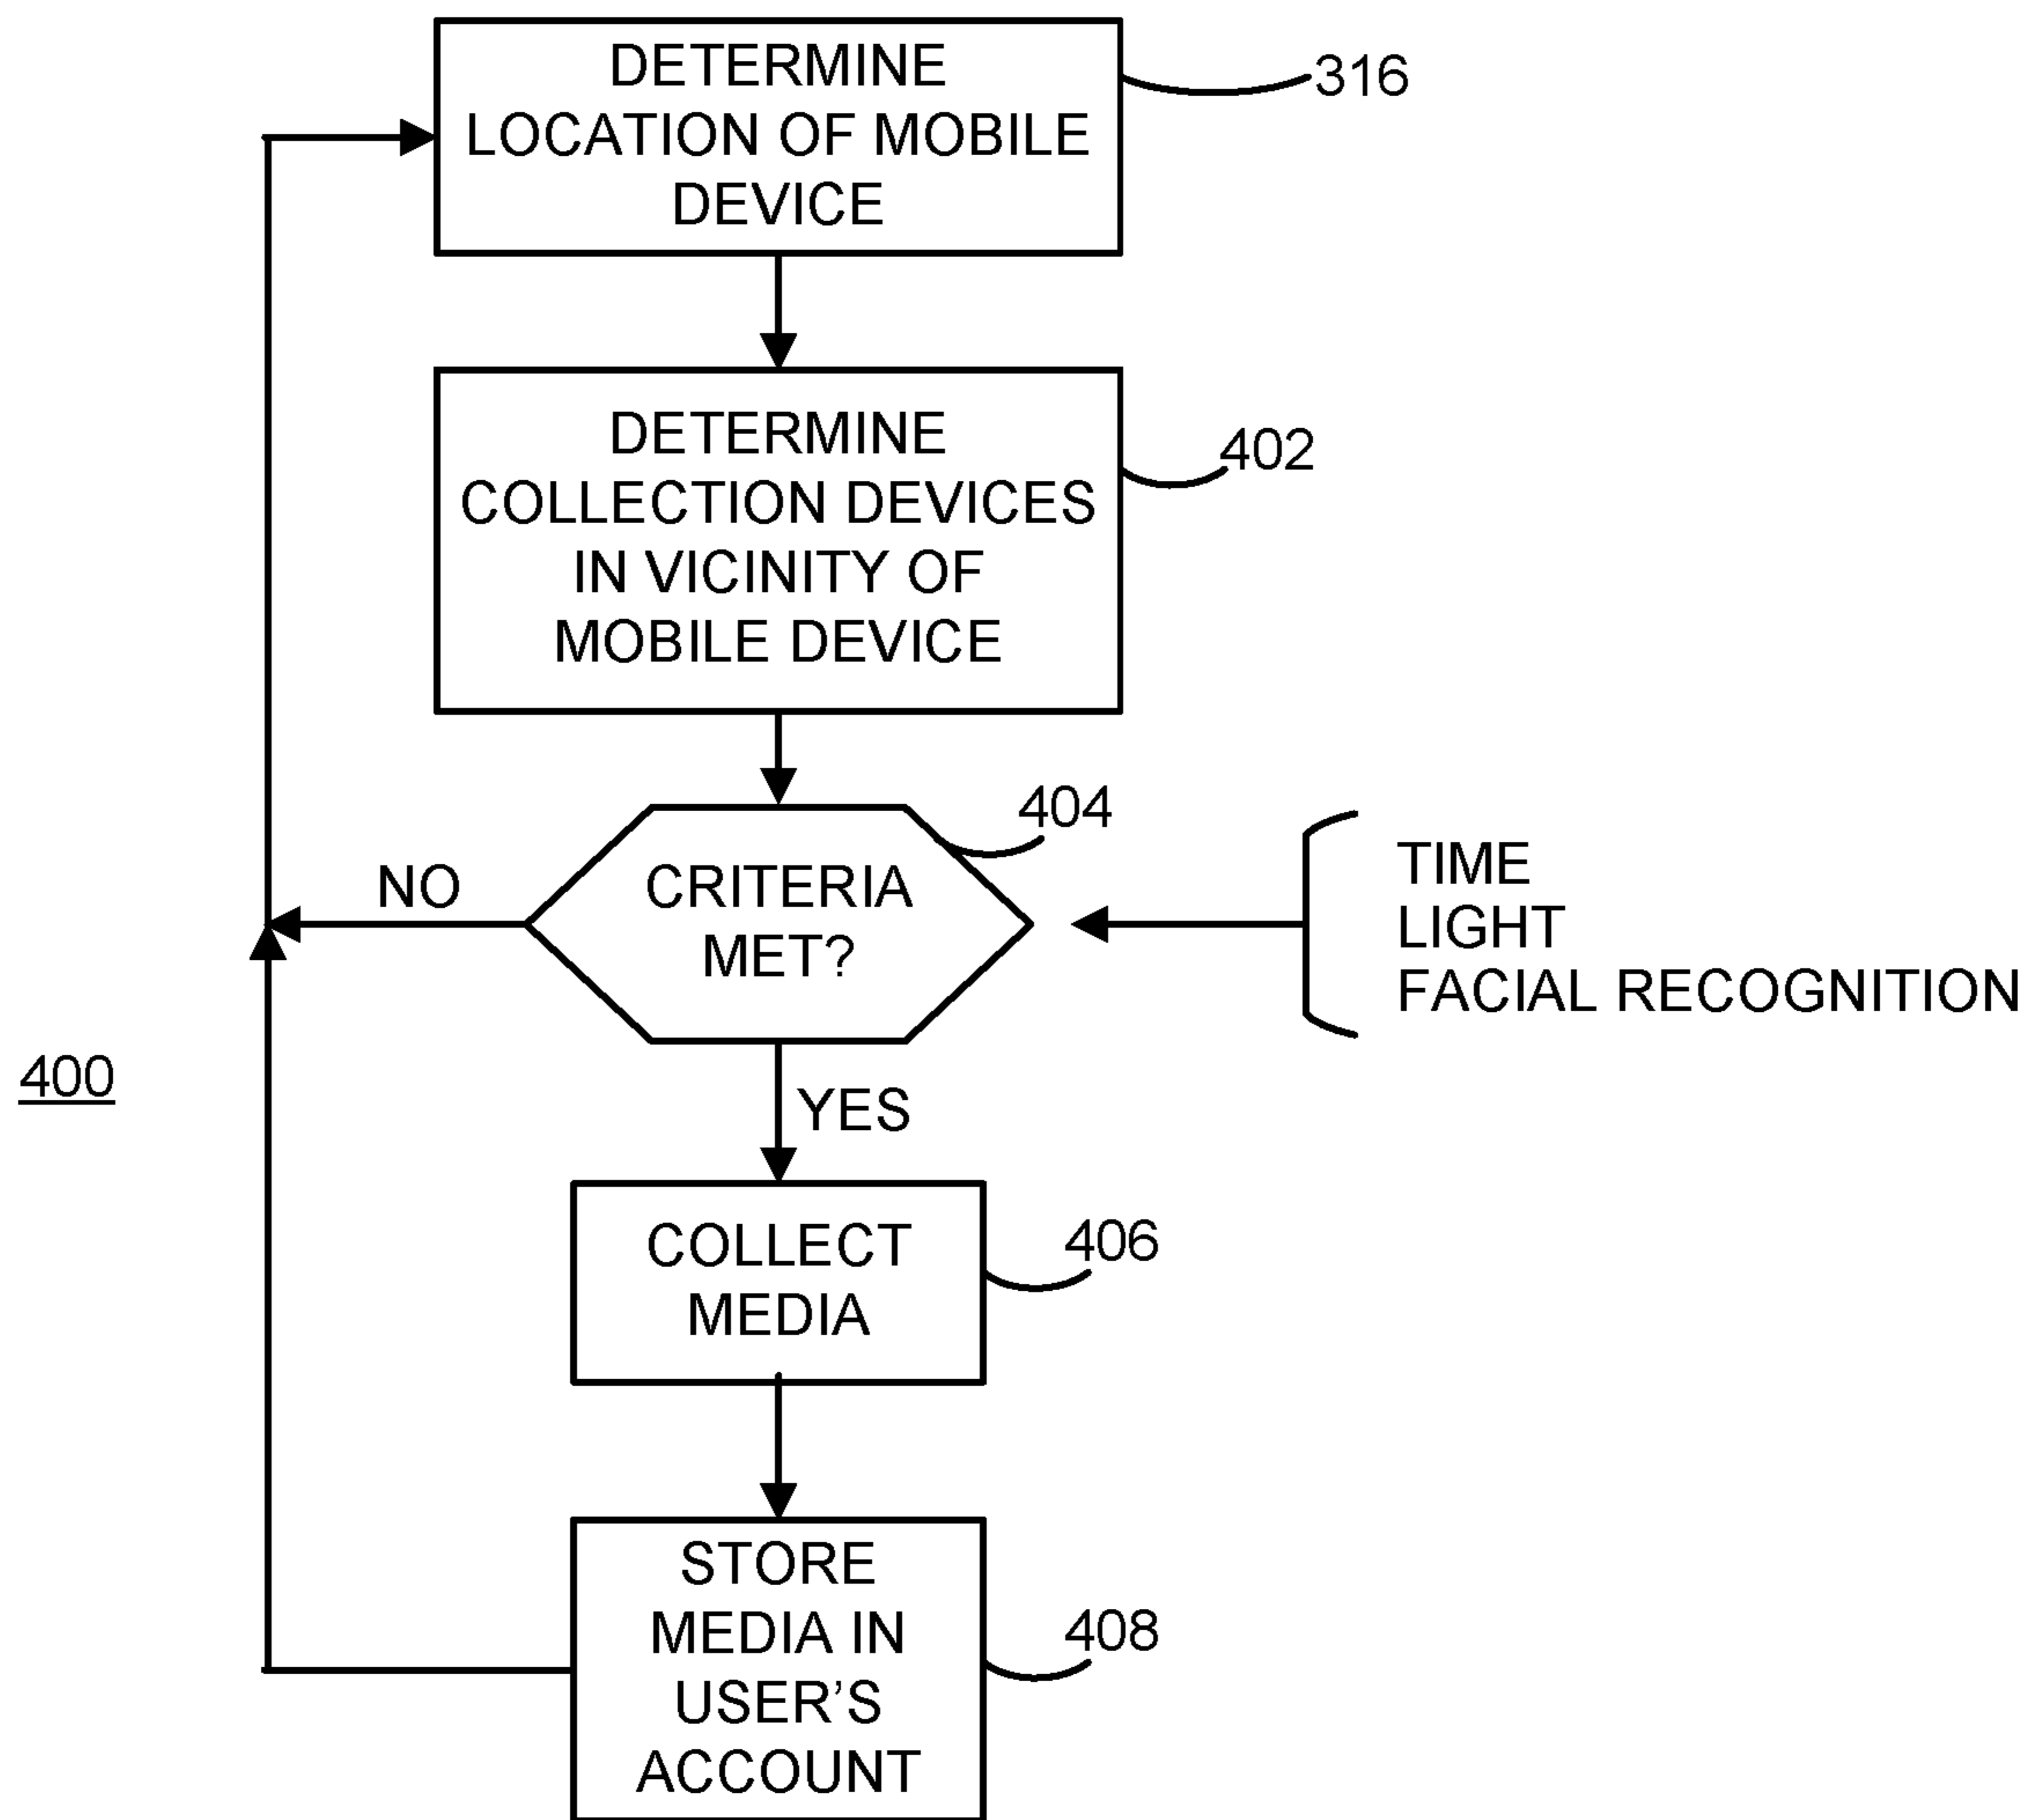 DETERMINE
LOCATION OF MOBILE
DEVICE
316
DETERMINE
COLLECTION DEVICES
IN VICINITY OF
MOBILE DEVICE
402
404
CRITERIA
MET?
NO
TIME
LIGHT
FACIAL RECOGNITION
400
YES
COLLECT
MEDIA
406
STORE
MEDIA IN
USER’S
ACCOUNT
408